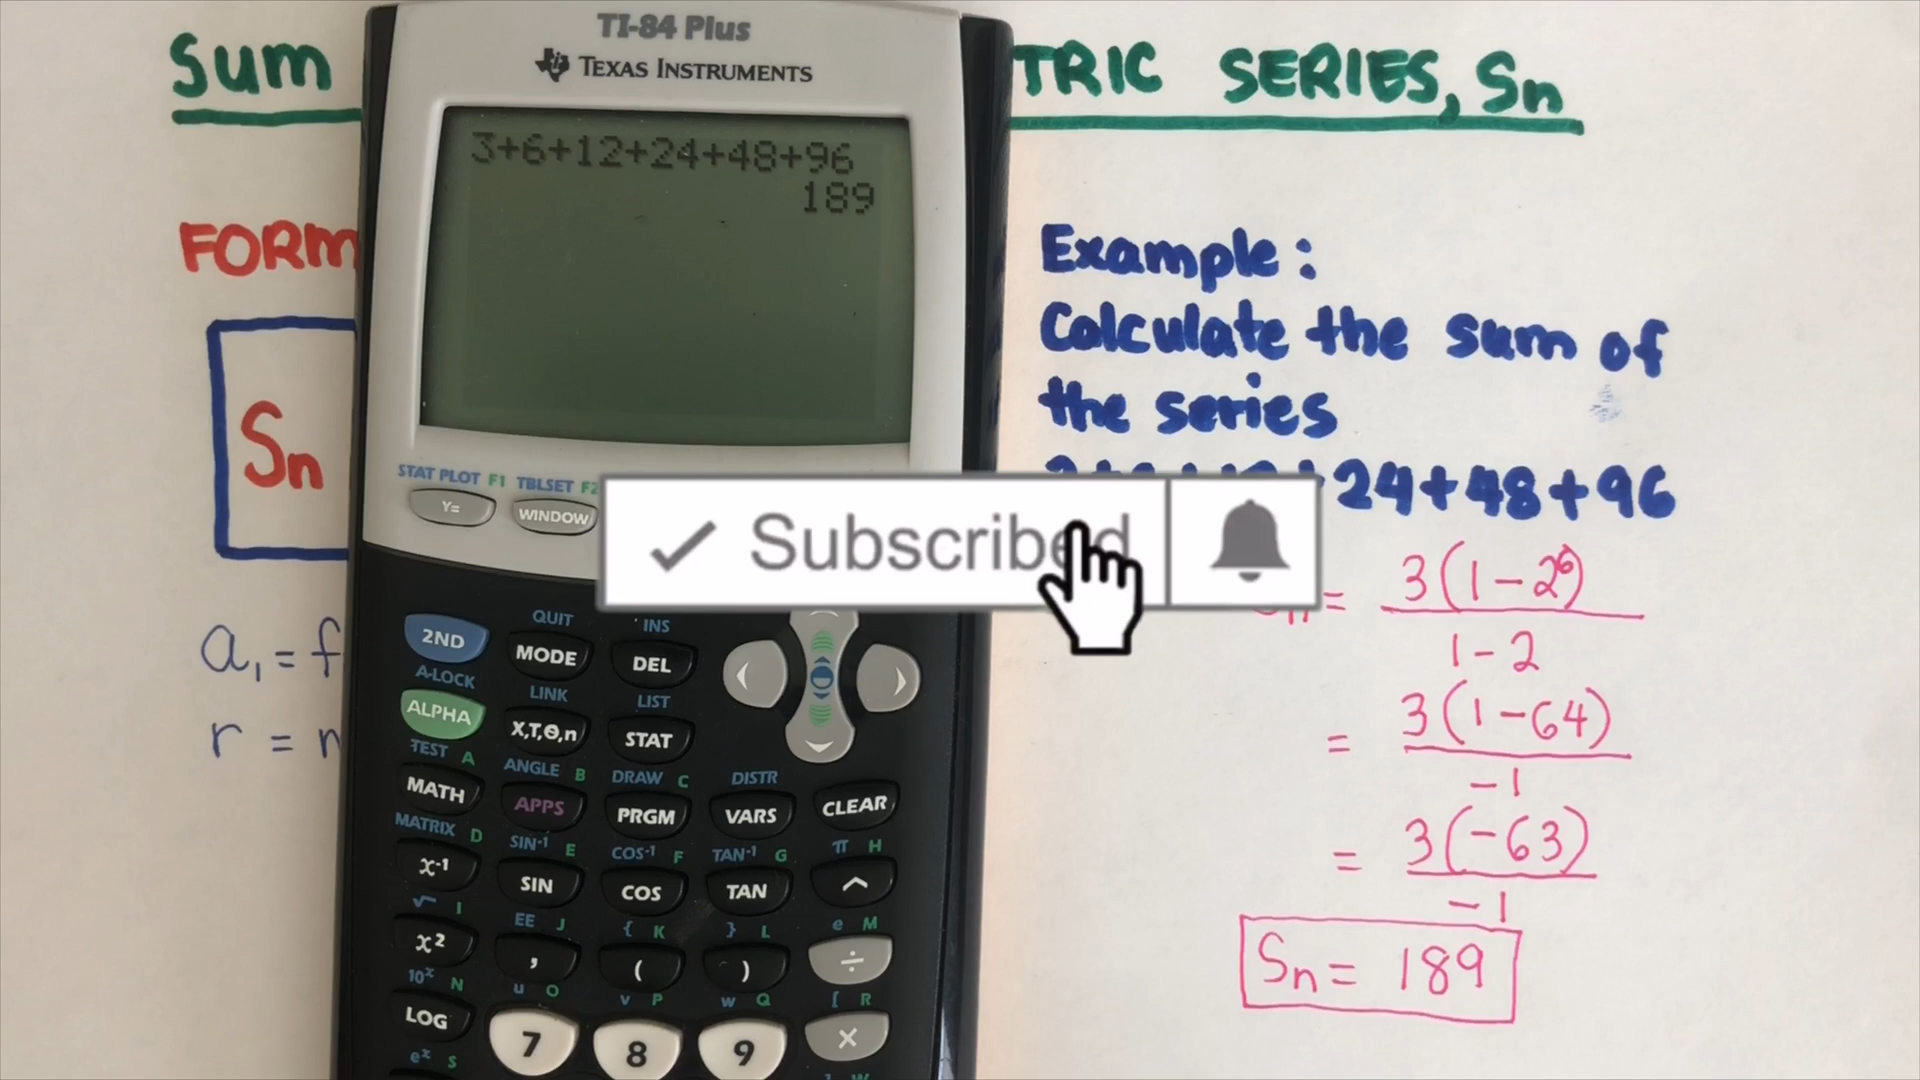 TI-84 Plus
TEXAS INSTRUMENTS
Sum
TRIC SERIES, Sn
3+6+12+24+48+96
189
FORM
Sn
a₁ = f
r =
Example:
Calculate the sum of
the series
24+48+96
= 3(1-2⁶)
1-2
= 3(1-64)
-1
= 3(-63)
-1
Sn = 189
Subscribed
STAT PLOT F1 TBLSET F2
Y= WINDOW
QUIT INS
2ND MODE DEL
A-LOCK LINK LIST
ALPHA X,T,Θ,n STAT
TEST A ANGLE B DRAW C DISTR
MATH APPS PRGM VARS CLEAR
MATRIX D SIN⁻¹ E COS⁻¹ F TAN⁻¹ G π H
x⁻¹ SIN COS TAN ^
√ I EE J { K } L e M
x² , ( ) ÷
10ˣ N u O v P w Q [ R
LOG 7 8 9 ×
eˣ S